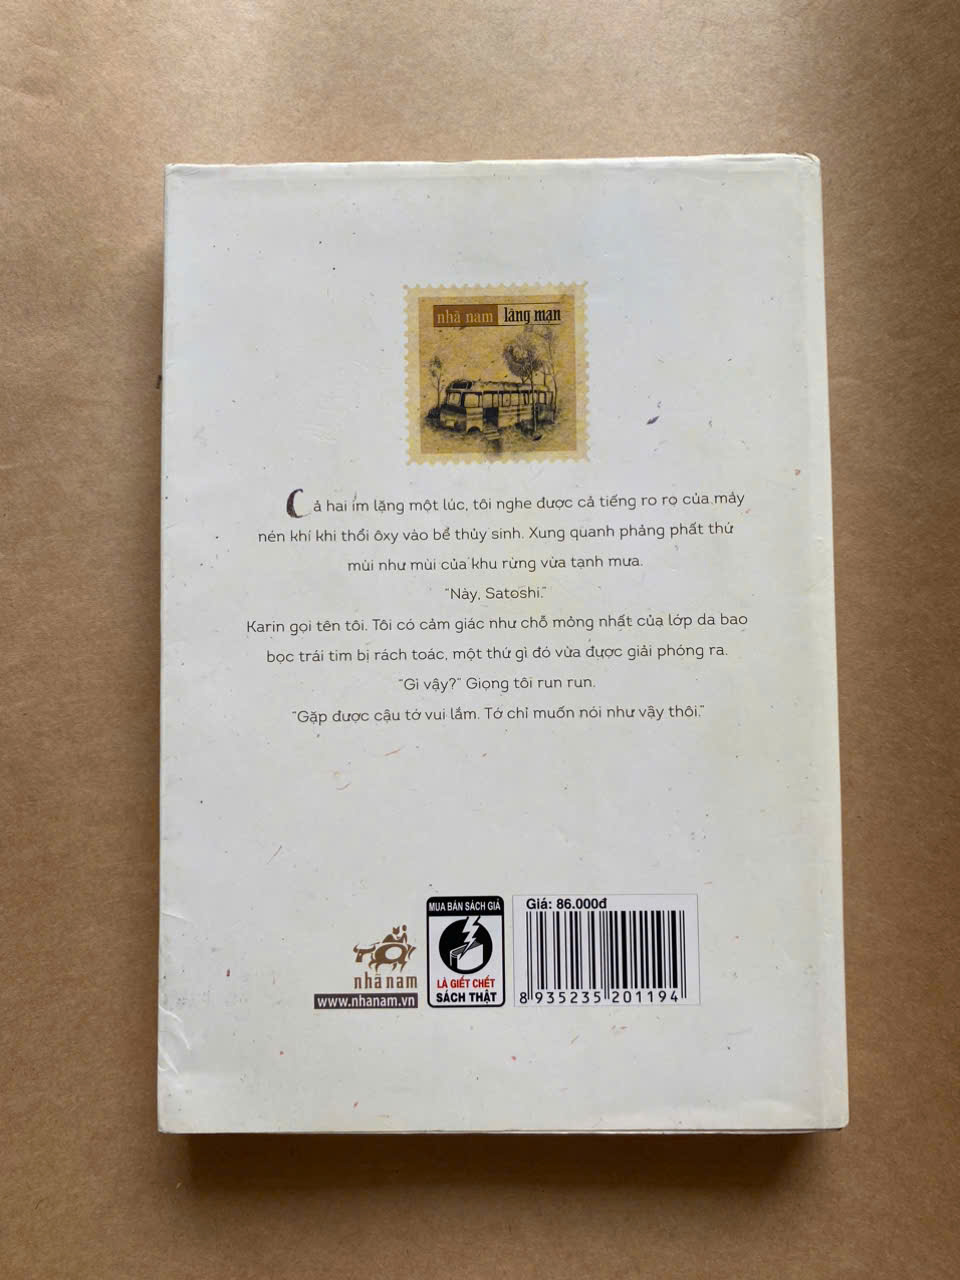 nhã nam lãng mạn
Cả hai im lặng một lúc, tôi nghe được cả tiếng ro ro của máy
nén khí khi thổi ôxy vào bể thủy sinh. Xung quanh phảng phất thứ
mùi như mùi của khu rừng vừa tạnh mưa.
"Này, Satoshi."
Karin gọi tên tôi. Tôi có cảm giác như chỗ mỏng nhất của lớp da bao
bọc trái tim bị rách toác, một thứ gì đó vừa được giải phóng ra.
"Gì vậy?" Giọng tôi run run.
"Gặp được cậu tớ vui lắm. Tớ chỉ muốn nói như vậy thôi."
nhã nam
www.nhanam.vn
MUA BÁN SÁCH GIẢ
LÀ GIẾT CHẾT
SÁCH THẬT
Giá: 86.000đ
8 935235 201194